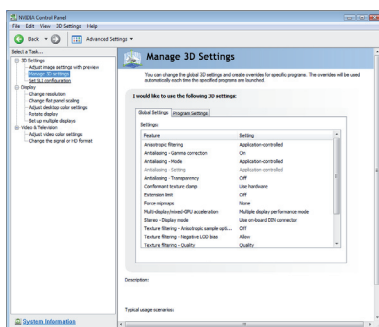 NVIDIA Control Panel
File Edit View 3D Settings Help
Back
Advanced Settings
Select a Task...
3D Settings
Adjust image settings with preview
Manage 3D settings
Set SLI configuration
Display
Change resolution
Change flat panel scaling
Adjust desktop color settings
Rotate display
Set up multiple displays
Video & Television
Adjust video color settings
Change the signal or HD format
System Information
Manage 3D Settings
You can change the global 3D settings and create overrides for specific programs. The overrides will be used
automatically each time the specified programs are launched.
I would like to use the following 3D settings:
Global Settings Program Settings
Settings:
Feature Setting
Anisotropic filtering Application-controlled
Antialiasing - Gamma correction On
Antialiasing - Mode Application-controlled
Antialiasing - Setting Application-controlled
Antialiasing - Transparency Off
Conformant texture clamp Use hardware
Extension limit Off
Force mipmaps None
Multi-display/mixed-GPU acceleration Multiple display performance mode
Stereo - Display mode Use on-board DIN connector
Texture filtering - Anisotropic sample opti... Off
Texture filtering - Negative LOD bias Allow
Texture filtering - Quality Quality
Description:
Typical usage scenarios: